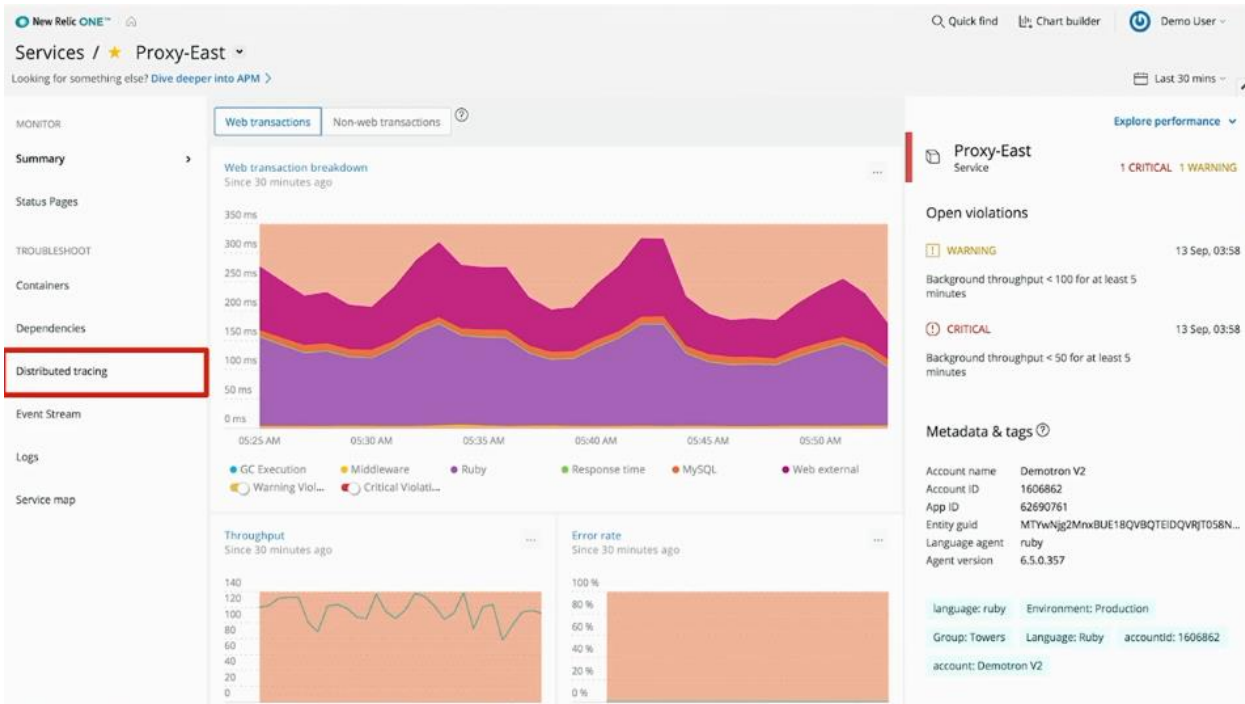 New Relic ONE™
Quick find
Chart builder
Demo User
Services / ★ Proxy-East
Looking for something else? Dive deeper into APM >
Last 30 mins
MONITOR
Summary
Status Pages
TROUBLESHOOT
Containers
Dependencies
Distributed tracing
Event Stream
Logs
Service map
Web transactions
Non-web transactions
Web transaction breakdown
Since 30 minutes ago
350 ms
300 ms
250 ms
200 ms
150 ms
100 ms
50 ms
0 ms
05:25 AM 05:30 AM 05:35 AM 05:40 AM 05:45 AM 05:50 AM
GC Execution
Middleware
Ruby
Response time
MySQL
Web external
Warning Viol...
Critical Violati...
Throughput
Since 30 minutes ago
140
120
100
80
60
40
20
0
Error rate
Since 30 minutes ago
100 %
80 %
60 %
40 %
20 %
0 %
Explore performance
Proxy-East
Service
1 CRITICAL 1 WARNING
Open violations
WARNING 13 Sep, 03:58
Background throughput < 100 for at least 5
minutes
CRITICAL 13 Sep, 03:58
Background throughput < 50 for at least 5
minutes
Metadata & tags
Account name Demotron V2
Account ID 1606862
App ID 62690761
Entity guid
Language agent ruby
Agent version 6.5.0.357
language: ruby
Environment: Production
Group: Towers
Language: Ruby
accountId: 1606862
account: Demotron V2